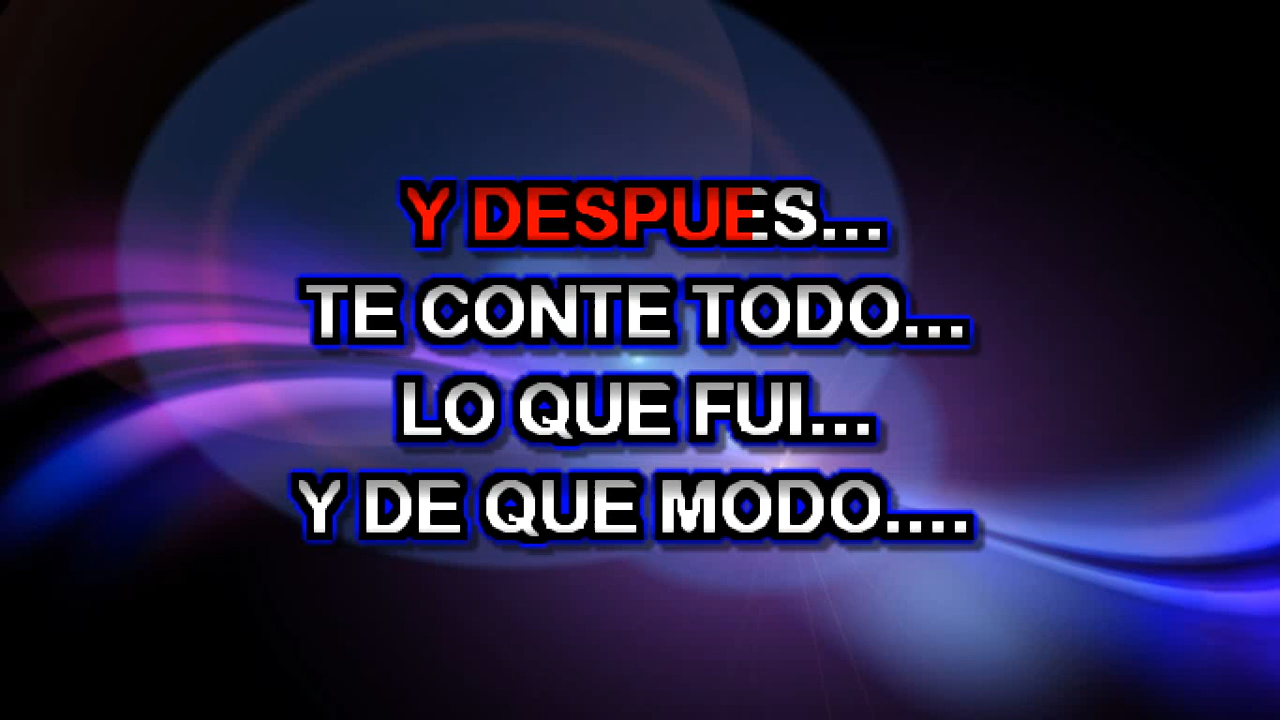 Y DESPUES...
TE CONTE TODO...
LO QUE FUI...
Y DE QUE MODO....